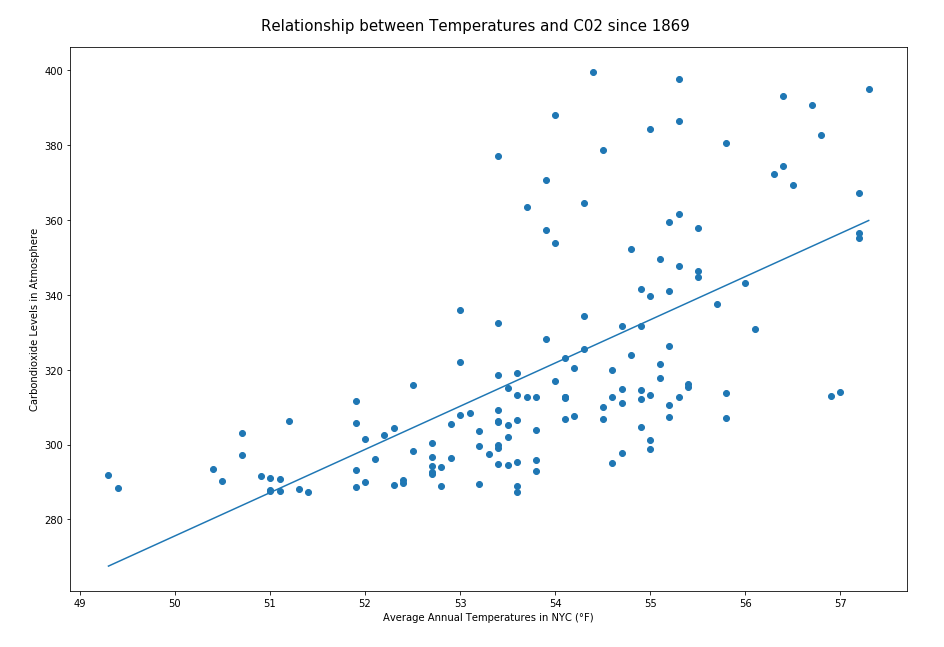 Relationship between Temperatures and C02 since 1869
Carbondioxide Levels in Atmosphere
400
380
360
340
320
300
280
49 50 51 52 53 54 55 56 57
Average Annual Temperatures in NYC (°F)